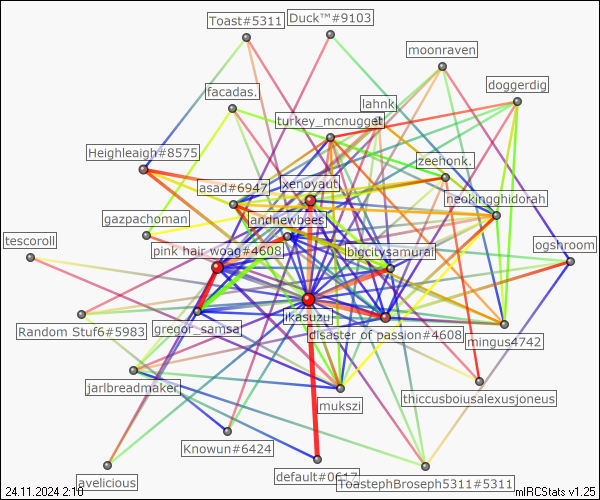 Toast#5311
Duck™#9103
moonraven
doggerdig
facadas.
lahnk.
turkey_mcnugget
Heighleaigh#8575
zeehonk.
xenoyaut
asad#6947
neokingghidorah
gazpachoman
andnewbees
tescoroll
pink hair woag#4608
bigcitysamurai
ogshroom
ikasuzu
Random Stuf6#5983
gregor_samsa
disaster of passion#4608
mingus4742
jarlbreadmaker
mukszi
thiccusboiusalexusjoneus
Knowun#6424
avelicious
default#0617
ToastephBroseph5311#5311
24.11.2024 2:10
mIRCStats v1.25